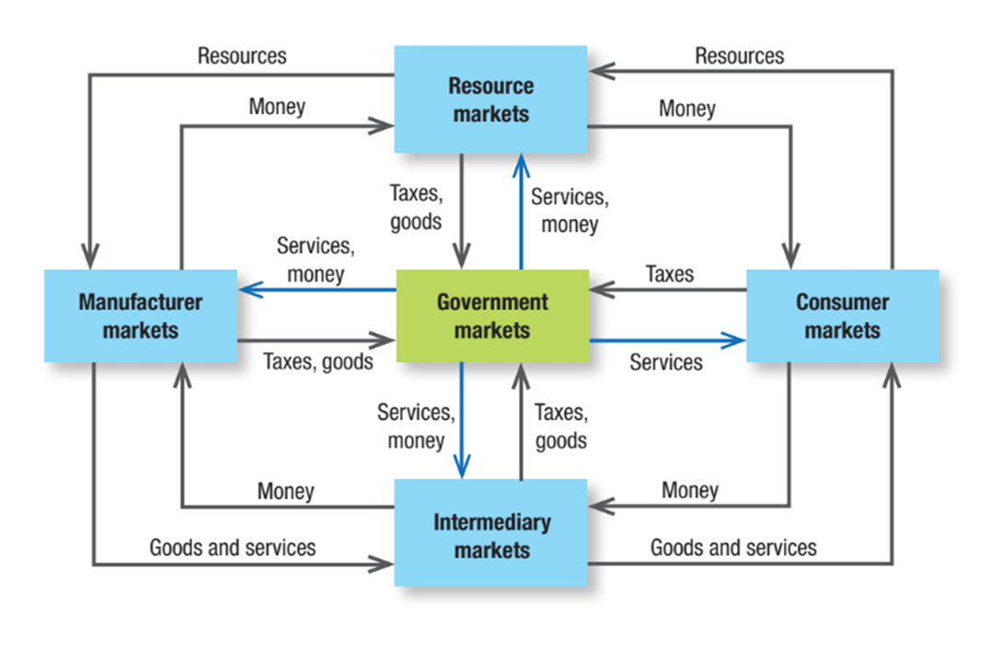 Resources
Resources
Resource
markets
Money
Money
Taxes,
goods
Services,
money
Services,
money
Taxes
Manufacturer
markets
Government
markets
Consumer
markets
Taxes, goods
Services
Services,
money
Taxes,
goods
Money
Money
Intermediary
markets
Goods and services
Goods and services